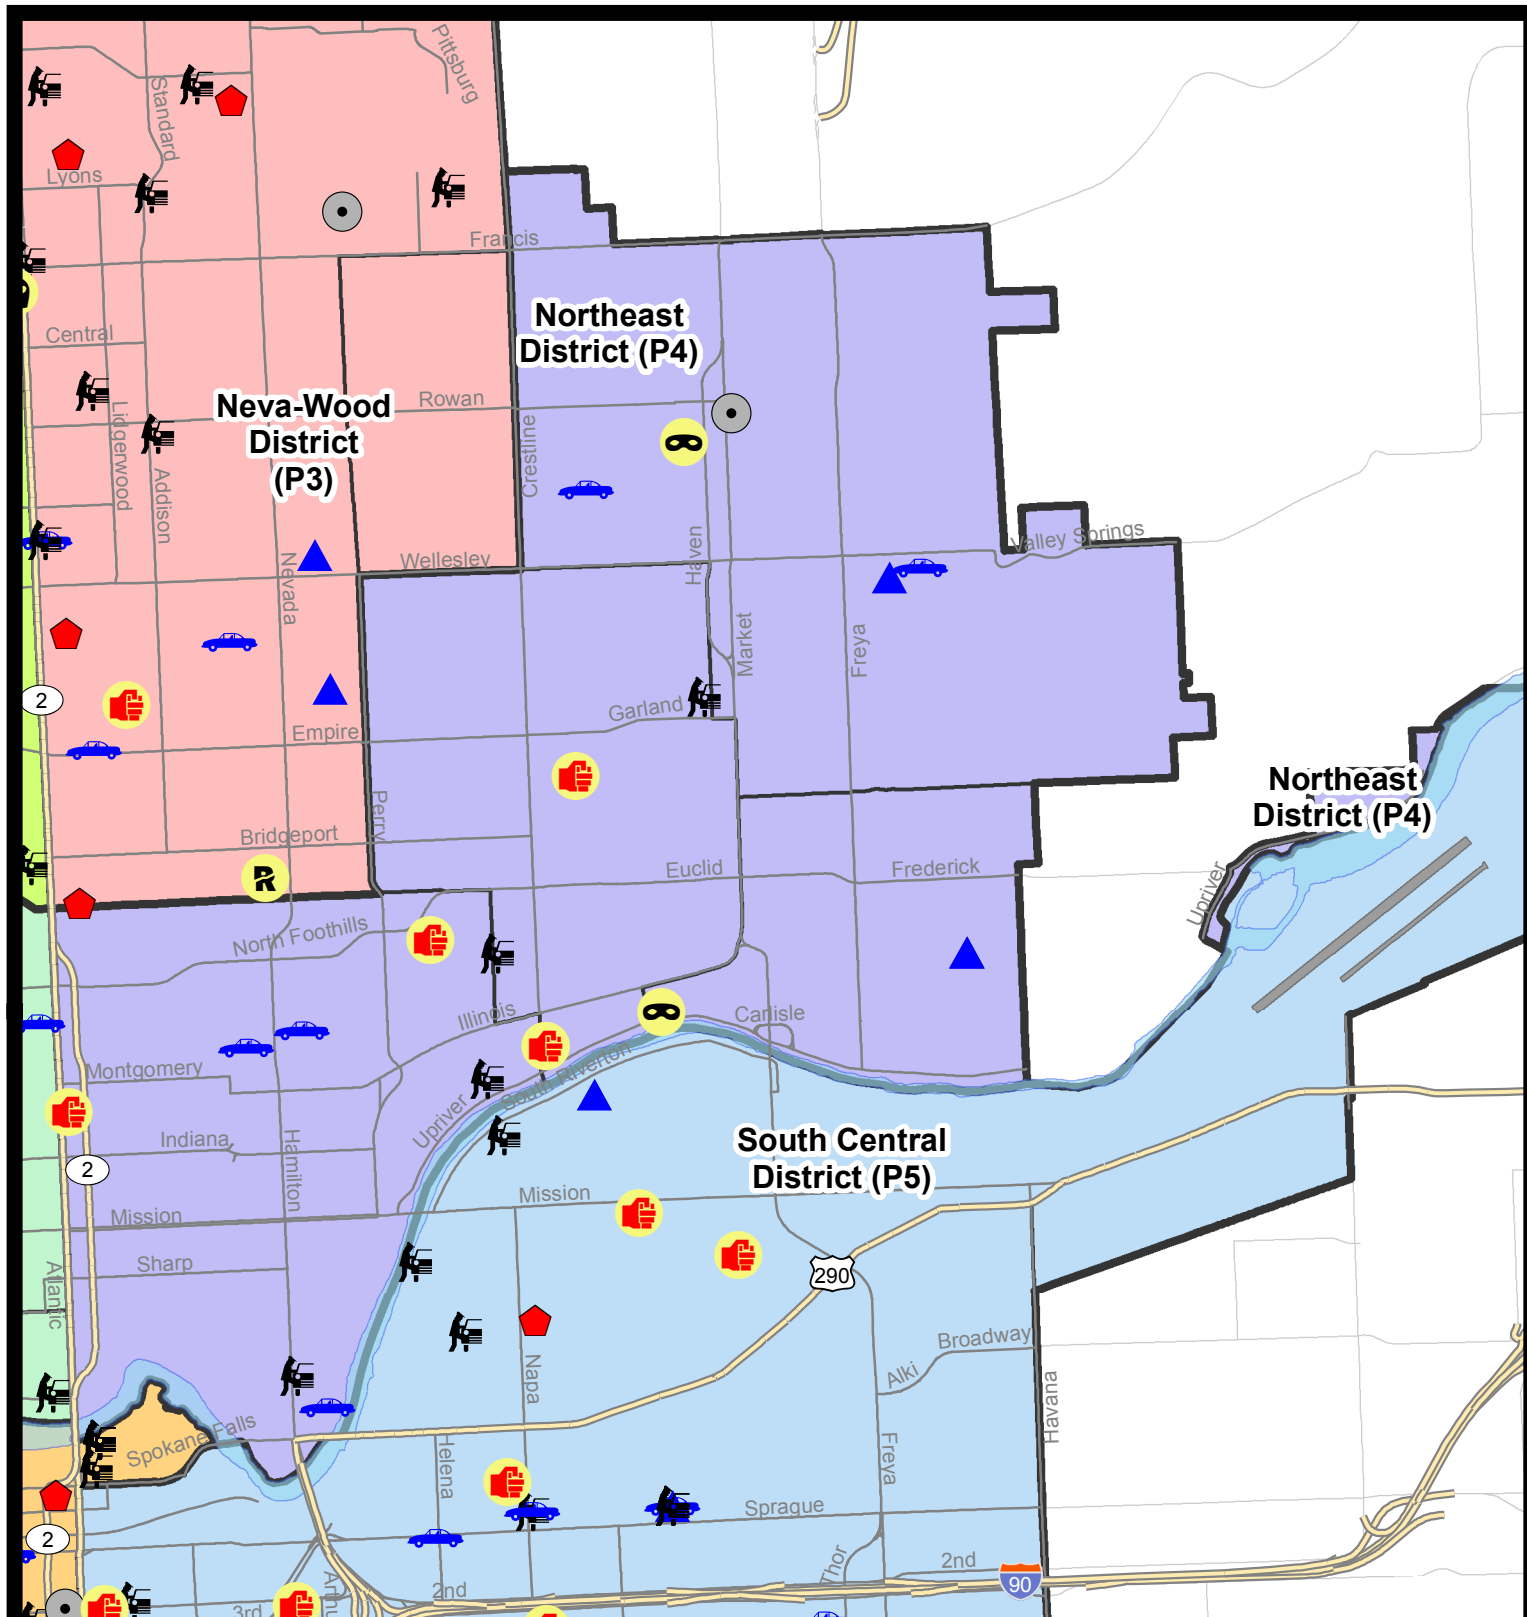 Pittsburg
Standard
Lyons
Francis
Northeast
District (P4)
Central
Rowan
Neva-Wood
District
(P3)
Lidgerwood
Crestline
Addison
Haven
Valley Springs
Wellesley
Nevada
Market
Freya
2
Garland
Empire
Northeast
District (P4)
Perry
Bridgeport
Euclid
Frederick
Upriver
R
North Foothills
Illinois
Carlisle
South Riverton
Montgomery
Upriver
Indiana
Hamilton
2
South Central
District (P5)
Mission
Mission
Sharp
Atlantic
290
Broadway
Alki
Napa
Havana
Spokane Falls
Helena
Freya
Sprague
2
Thor
2nd
90
2nd
3rd
Arthu